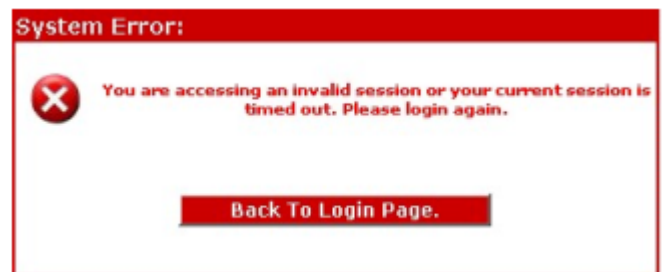 System Error:
You are accessing an invalid session or your current session is
timed out. Please login again.
Back To Login Page.